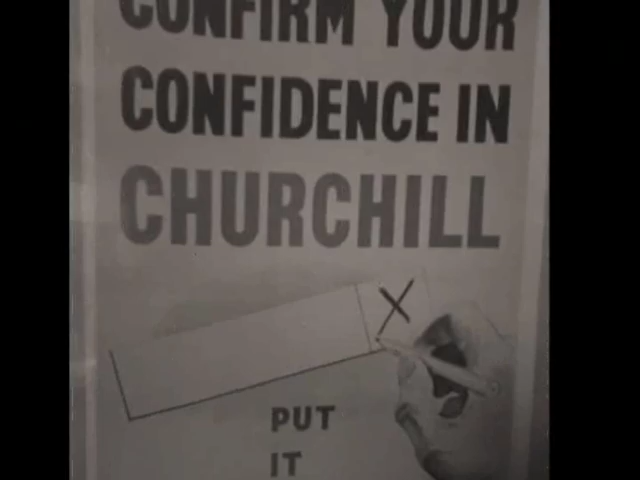 CONFIRM YOUR
CONFIDENCE IN
CHURCHILL
X
PUT
IT